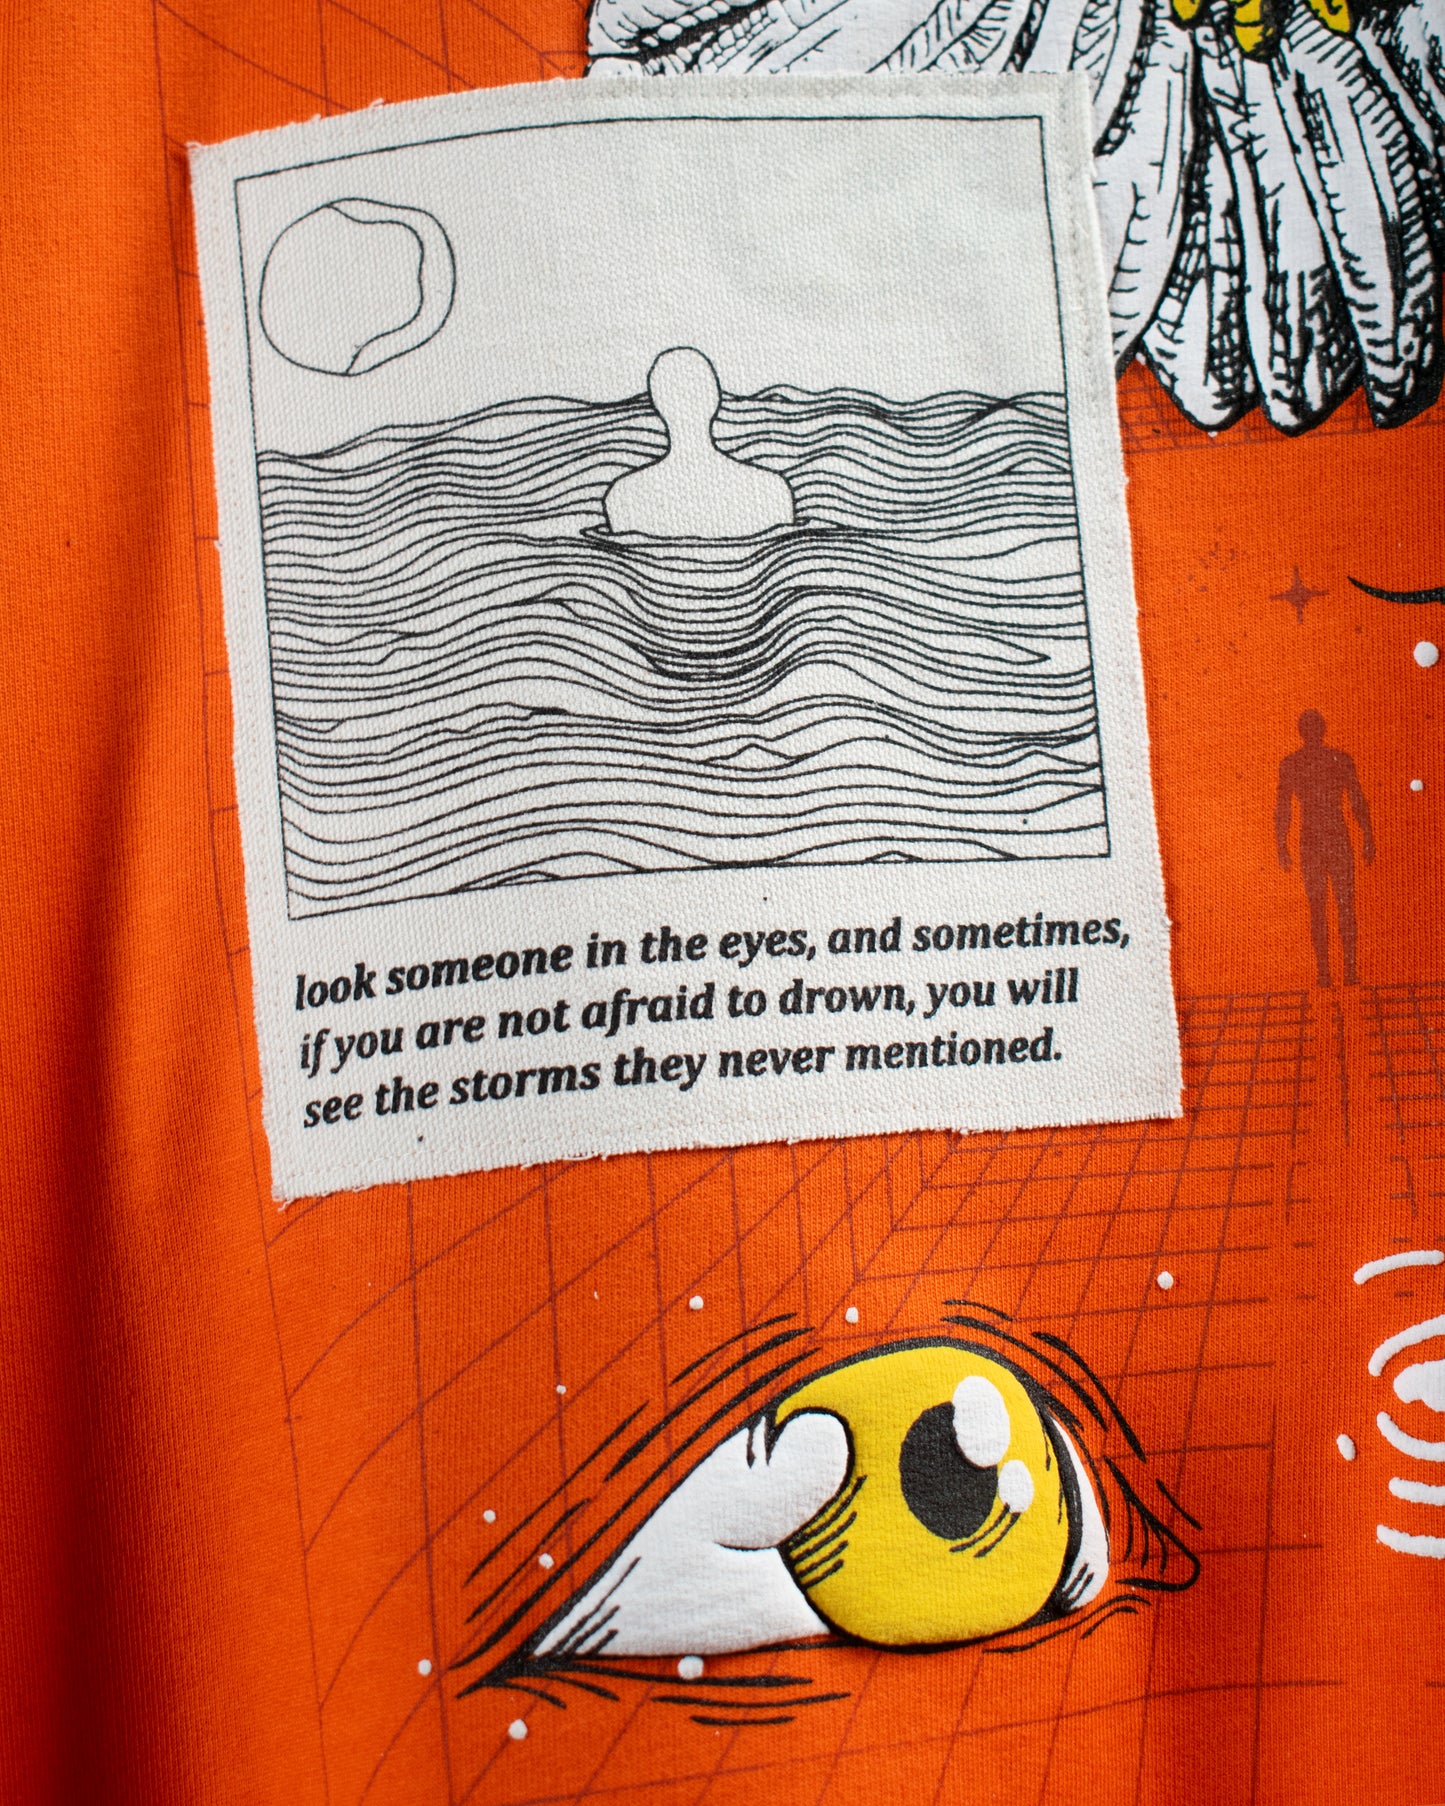 look someone in the eyes, and sometimes,
if you are not afraid to drown, you will
see the storms they never mentioned.